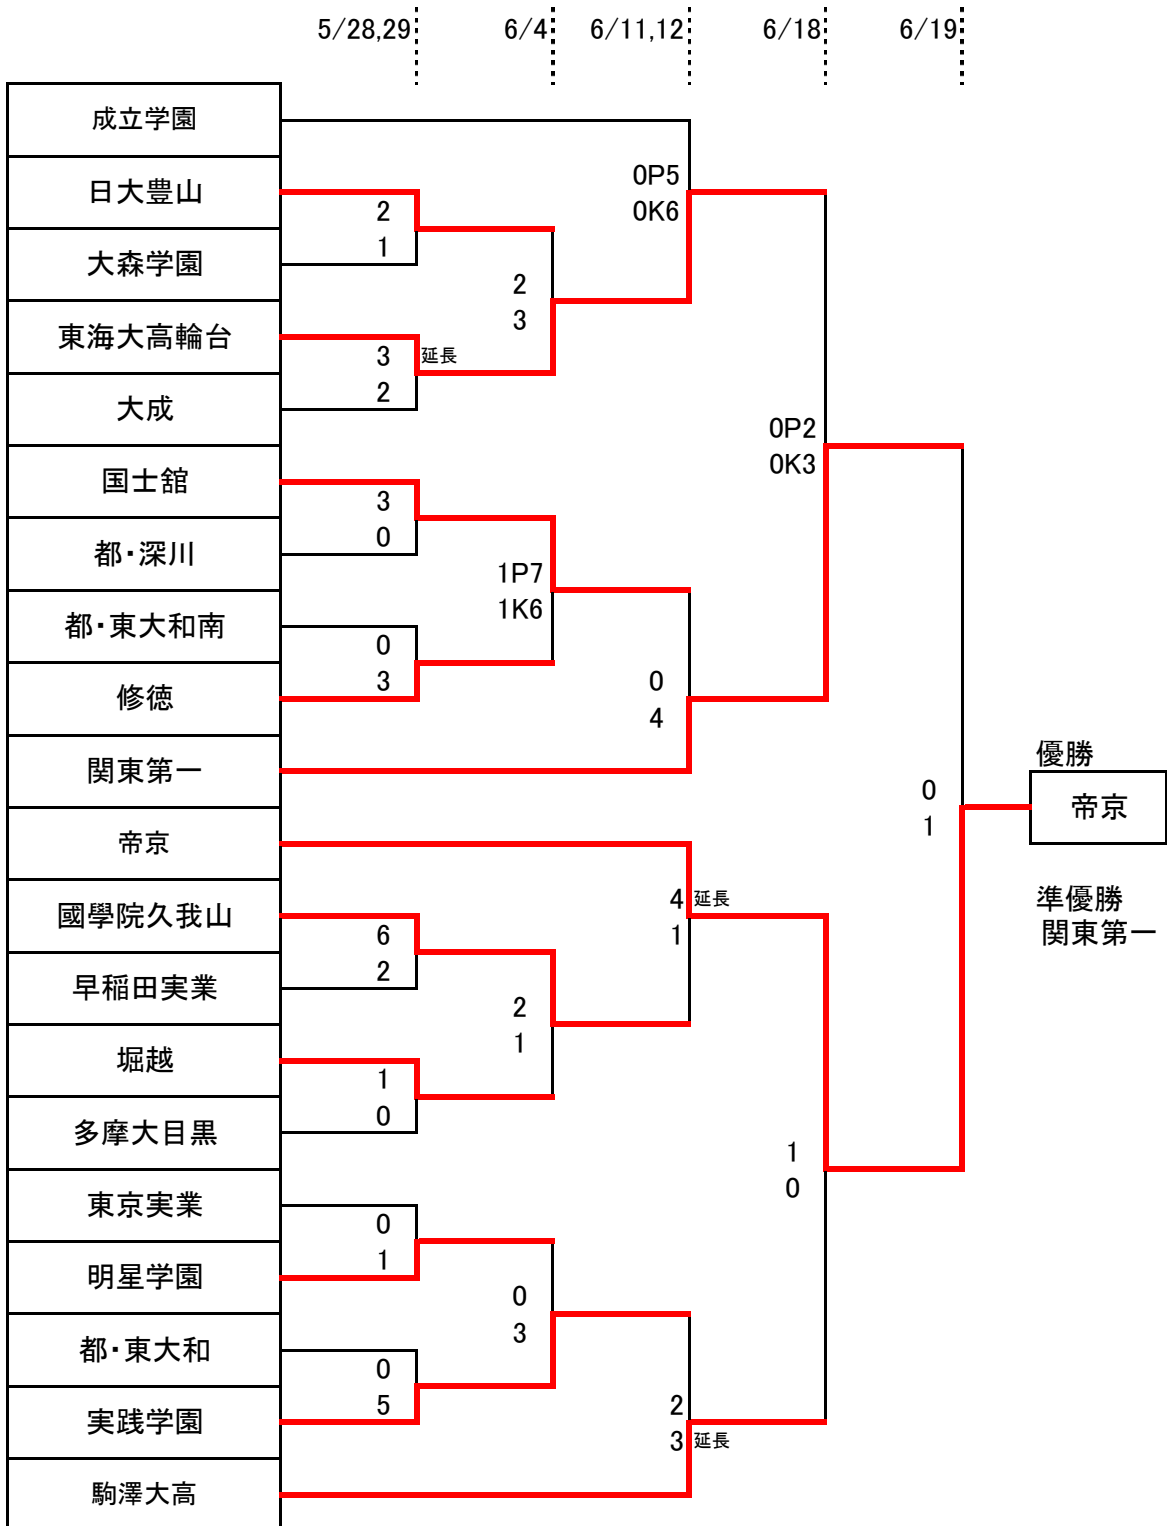 5/28,29 6/4 6/11,12 6/18 6/19
成立学園
0P5
日大豊山
2
0K6
1
大森学園
2
3
東海大高輪台
3 延長
2
大成
0P2
0K3
国士舘
3
0
都・深川
1P7
1K6
都・東大和南
0
3
修徳
0
4
関東第一
優勝
0
帝京
1
帝京
4 延長
準優勝
國學院久我山
6
1
関東第一
2
早稲田実業
2
1
堀越
1
0
多摩大目黒
1
0
東京実業
0
1
明星学園
0
3
都・東大和
0
5
実践学園
2
3 延長
駒澤大高